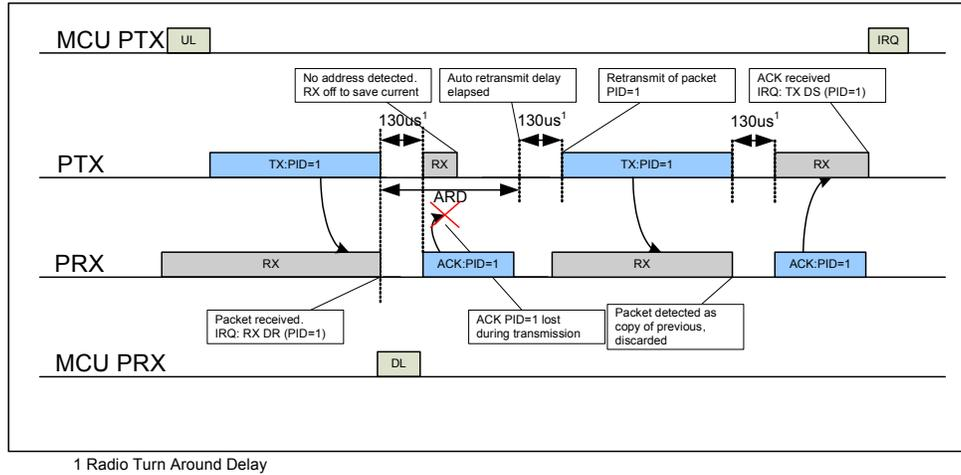 MCU PTX
UL
IRQ
No address detected.
RX off to save current
Auto retransmit delay
elapsed
Retransmit of packet
PID=1
ACK received
IRQ: TX DS (PID=1)
130us1
130us1
130us1
PTX
TX:PID=1
RX
TX:PID=1
RX
ARD
PRX
RX
ACK:PID=1
RX
ACK:PID=1
Packet received.
IRQ: RX DR (PID=1)
ACK PID=1 lost
during transmission
Packet detected as
copy of previous,
discarded
MCU PRX
DL
1 Radio Turn Around Delay